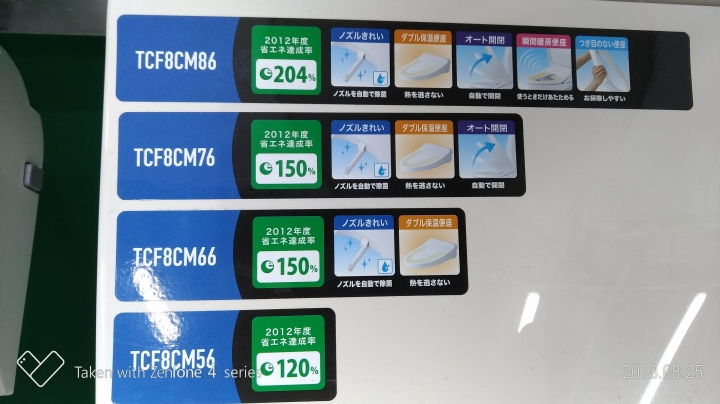 TCF8CM86
2012年度
省エネ達成率
204%
ノズルきれい
ノズルを自動で除菌
ダブル保温便座
熱を逃さない
オート開閉
自動で開閉
瞬間暖房便座
使うときだけあたためる
つぎ目のない便座
お掃除しやすい
TCF8CM76
2012年度
省エネ達成率
150%
ノズルきれい
ノズルを自動で除菌
ダブル保温便座
熱を逃さない
オート開閉
自動で開閉
TCF8CM66
2012年度
省エネ達成率
150%
ノズルきれい
ノズルを自動で除菌
ダブル保温便座
熱を逃さない
TCF8CM56
2012年度
省エネ達成率
120%
Taken with Zenfone 4 series
2018.08.25